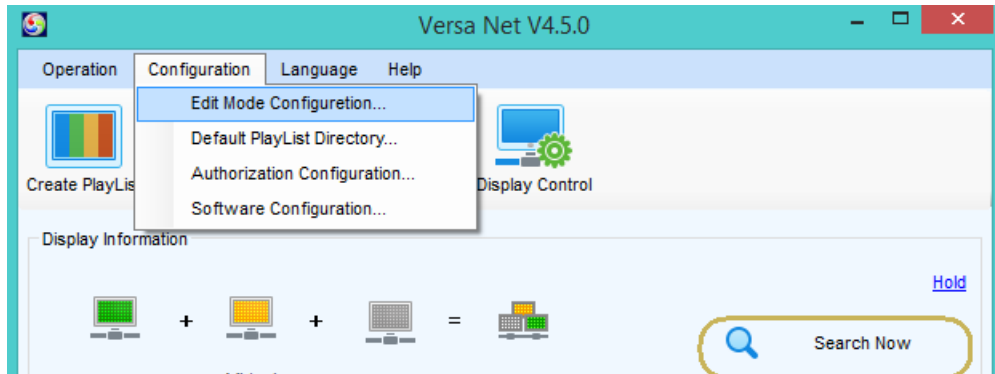 Versa Net V4.5.0
Operation Configuration Language Help
Edit Mode Configuretion...
Default PlayList Directory...
Authorization Configuration...
Software Configuration...
Create PlayLis
Display Control
Display Information
Hold
+ + =
Search Now